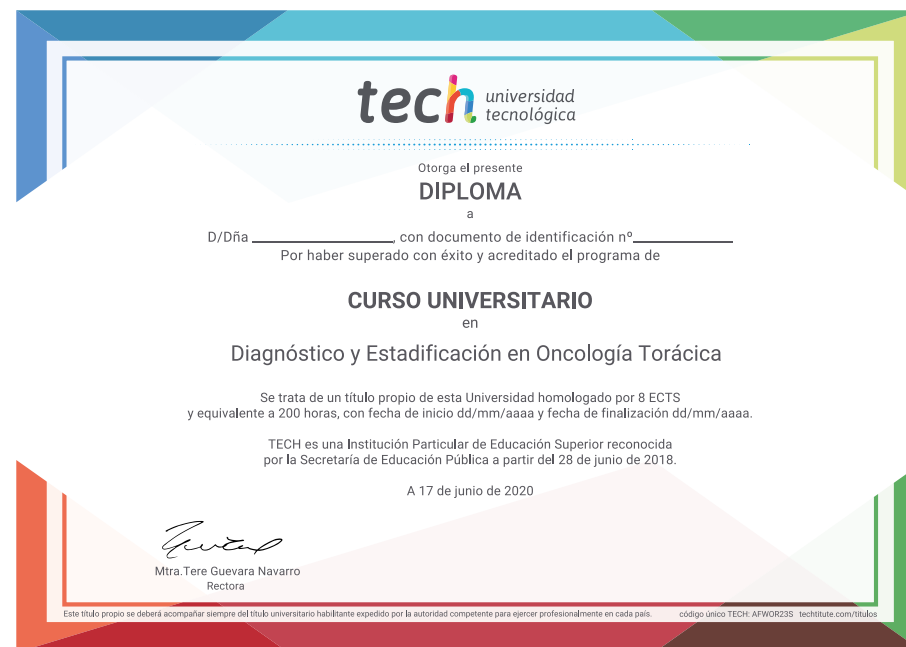 tech universidad
tecnológica
Otorga el presente
DIPLOMA
a
D/Dña ____________________, con documento de identificación nº______________
Por haber superado con éxito y acreditado el programa de
CURSO UNIVERSITARIO
en
Diagnóstico y Estadificación en Oncología Torácica
Se trata de un título propio de esta Universidad homologado por 8 ECTS
y equivalente a 200 horas, con fecha de inicio dd/mm/aaaa y fecha de finalización dd/mm/aaaa.
TECH es una Institución Particular de Educación Superior reconocida
por la Secretaría de Educación Pública a partir del 28 de junio de 2018.
A 17 de junio de 2020
Mtra.Tere Guevara Navarro
Rectora
Este título propio se deberá acompañar siempre del título universitario habilitante expedido por la autoridad competente para ejercer profesionalmente en cada país. código único TECH: AFWOR23S techtitute.com/titulos